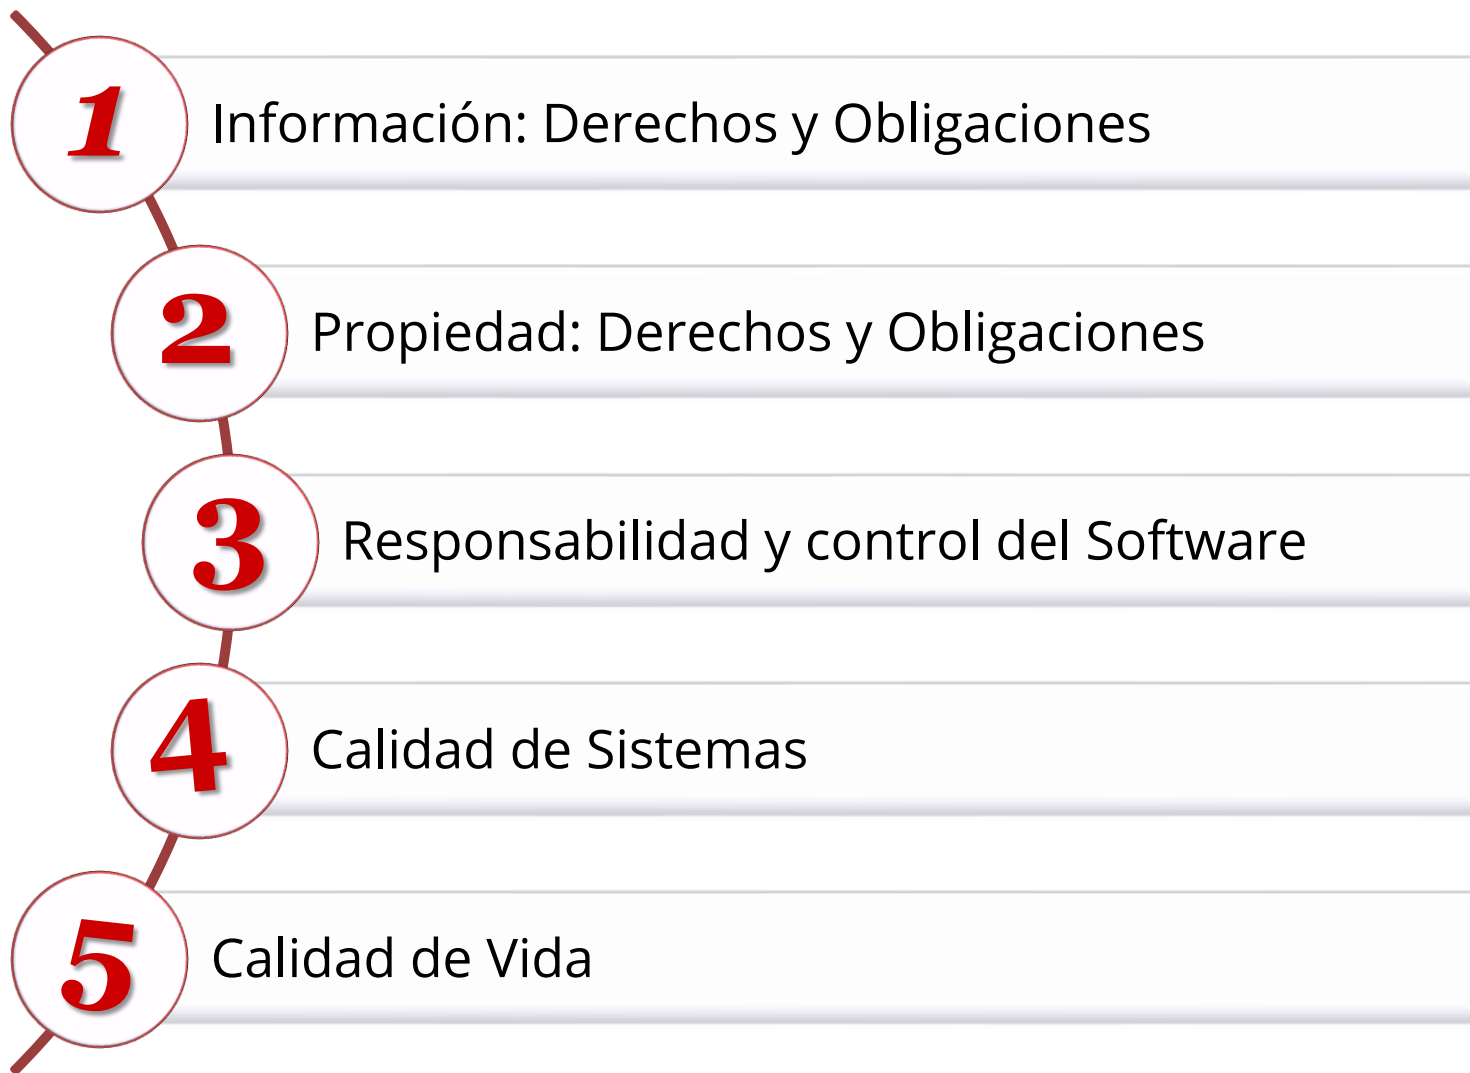 1 Información: Derechos y Obligaciones
2 Propiedad: Derechos y Obligaciones
3 Responsabilidad y control del Software
4 Calidad de Sistemas
5 Calidad de Vida